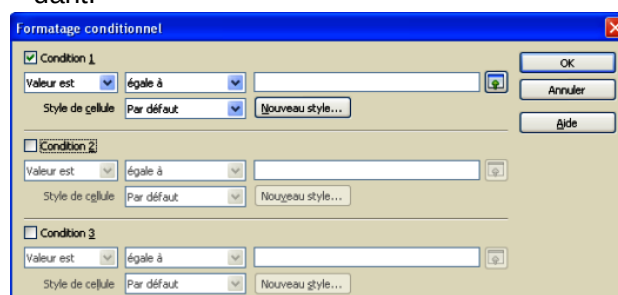 Formatage conditionnel
Condition 1
Valeur est égale à
Style de cellule Par défaut Nouveau style...
OK
Annuler
Aide
Condition 2
Valeur est égale à
Style de cellule Par défaut Nouveau style...
Condition 3
Valeur est égale à
Style de cellule Par défaut Nouveau style...